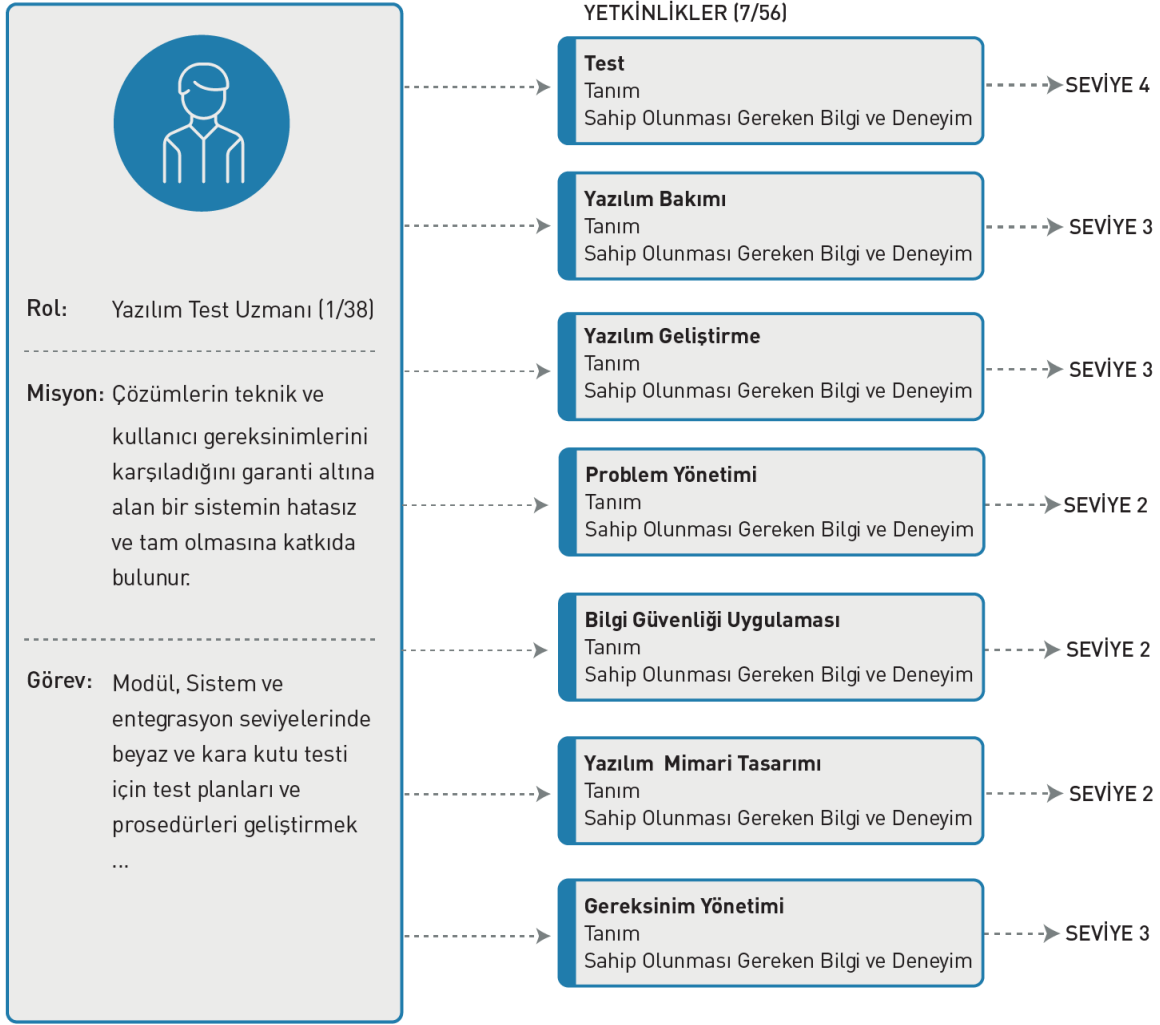 Rol: Yazılım Test Uzmanı (1/38)
Misyon: Çözümlerin teknik ve
kullanıcı gereksinimlerini
karşıladığını garanti altına
alan bir sistemin hatasız
ve tam olmasına katkıda
bulunur.
Görev: Modül, Sistem ve
entegrasyon seviyelerinde
beyaz ve kara kutu testi
için test planları ve
prosedürleri geliştirmek
...
YETKİNLİKLER (7/56)
Test
Tanım
Sahip Olunması Gereken Bilgi ve Deneyim
SEVİYE 4
Yazılım Bakımı
Tanım
Sahip Olunması Gereken Bilgi ve Deneyim
SEVİYE 3
Yazılım Geliştirme
Tanım
Sahip Olunması Gereken Bilgi ve Deneyim
SEVİYE 3
Problem Yönetimi
Tanım
Sahip Olunması Gereken Bilgi ve Deneyim
SEVİYE 2
Bilgi Güvenliği Uygulaması
Tanım
Sahip Olunması Gereken Bilgi ve Deneyim
SEVİYE 2
Yazılım Mimari Tasarımı
Tanım
Sahip Olunması Gereken Bilgi ve Deneyim
SEVİYE 2
Gereksinim Yönetimi
Tanım
Sahip Olunması Gereken Bilgi ve Deneyim
SEVİYE 3